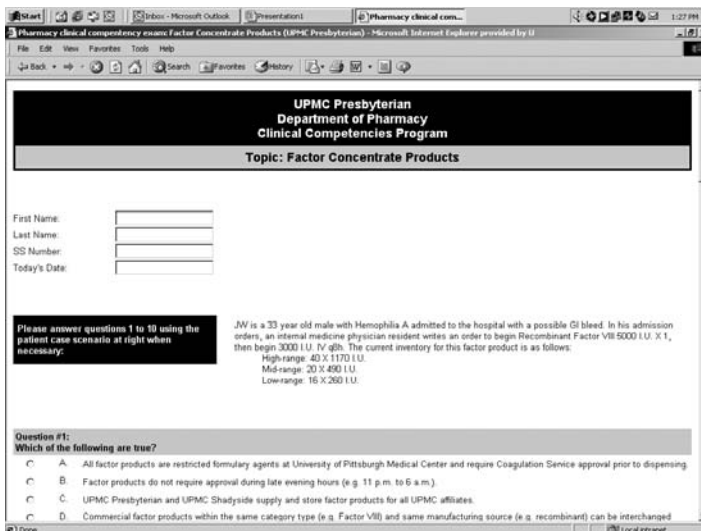 Start
Inbox - Microsoft Outlook
Presentation1
Pharmacy clinical com...
1:27 PM
Pharmacy clinical compentency exam: Factor Concentrate Products (UPMC Presbyterian) - Microsoft Internet Explorer provided by U
File Edit View Favorites Tools Help
Back
Search Favorites History
UPMC Presbyterian
Department of Pharmacy
Clinical Competencies Program
Topic: Factor Concentrate Products
First Name:
Last Name:
SS Number:
Today's Date:
Please answer questions 1 to 10 using the
patient case scenario at right when
necessary:
JW is a 33 year old male with Hemophilia A admitted to the hospital with a possible GI bleed. In his admission
orders, an internal medicine physician resident writes an order to begin Recombinant Factor VIII 5000 I.U. X 1,
then begin 3000 I.U. IV q8h. The current inventory for this factor product is as follows:
High-range: 40 X 1170 I.U.
Mid-range: 20 X 490 I.U.
Low-range: 16 X 260 I.U.
Question #1:
Which of the following are true?
A. All factor products are restricted formulary agents at University of Pittsburgh Medical Center and require Coagulation Service approval prior to dispensing.
B. Factor products do not require approval during late evening hours (e.g. 11 p.m. to 6 a.m.).
C. UPMC Presbyterian and UPMC Shadyside supply and store factor products for all UPMC affiliates.
D. Commercial factor products within the same category type (e.g. Factor VIII) and same manufacturing source (e.g. recombinant) can be interchanged
Done
Local intranet